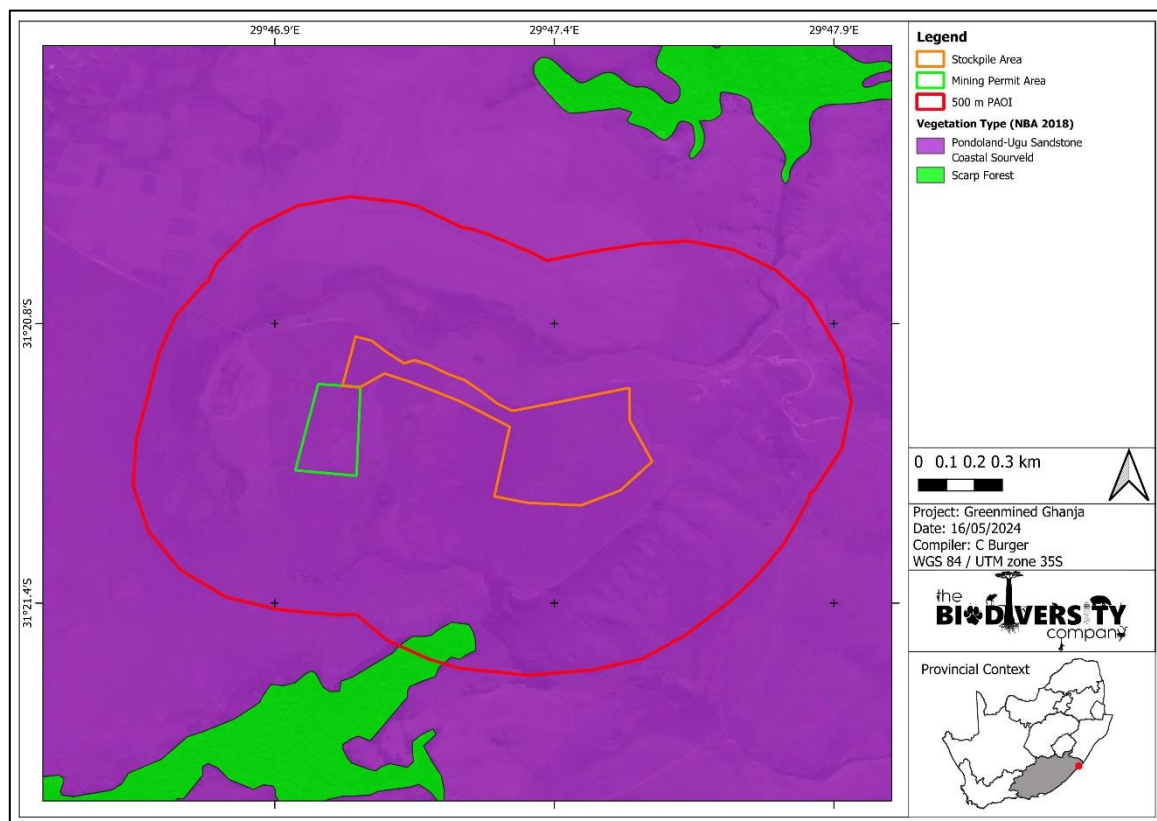 29°46.9'E
29°47.4'E
29°47.9'E
31°20.8'S
31°21.4'S
Legend
Stockpile Area
Mining Permit Area
500 m PAOI
Vegetation Type (NBA 2018)
Pondoland-Ugu Sandstone
Coastal Sourveld
Scarp Forest
0 0.1 0.2 0.3 km
Project: Greenmined Ghanja
Date: 16/05/2024
Compiler: C Burger
WGS 84 / UTM zone 35S
the
BIODIVERSITY
company
Provincial Context